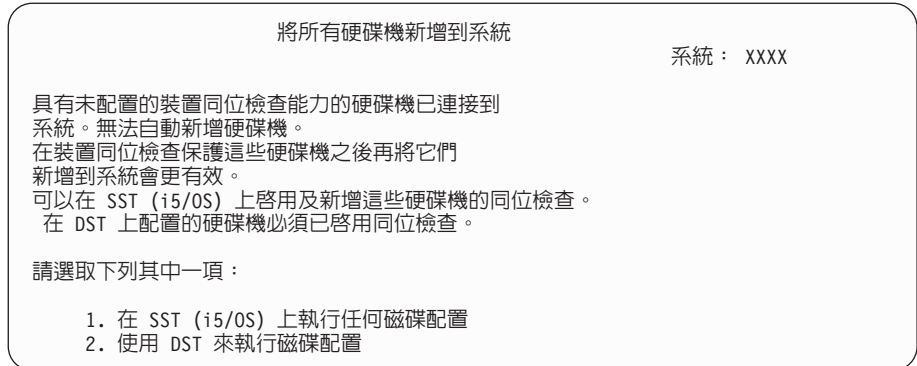 將所有硬碟機新增到系統
系統： XXXX
具有未配置的裝置同位檢查能力的硬碟機已連接到
系統。無法自動新增硬碟機。
在裝置同位檢查保護這些硬碟機之後再將它們
新增到系統會更有效。
可以在 SST (i5/OS) 上啓用及新增這些硬碟機的同位檢查。
在 DST 上配置的硬碟機必須已啓用同位檢查。
請選取下列其中一項：
1. 在 SST (i5/OS) 上執行任何磁碟配置
2. 使用 DST 來執行磁碟配置